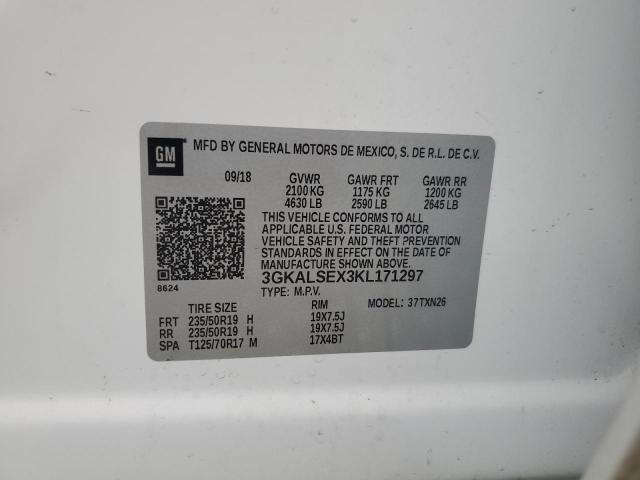 GM
MFD BY GENERAL MOTORS DE MEXICO, S. DE R.L. DE C.V.
09/18 GVWR GAWR FRT GAWR RR
2100 KG 1175 KG 1200 KG
4630 LB 2590 LB 2645 LB
THIS VEHICLE CONFORMS TO ALL
APPLICABLE U.S. FEDERAL MOTOR
VEHICLE SAFETY AND THEFT PREVENTION
STANDARDS IN EFFECT ON THE DATE OF
MANUFACTURE SHOWN ABOVE.
3GKALSEX3KL171297
8624
TYPE: M.P.V.
TIRE SIZE RIM MODEL: 37TXN26
FRT 235/50R19 H 19X7.5J
RR 235/50R19 H 19X7.5J
SPA T125/70R17 M 17X4BT